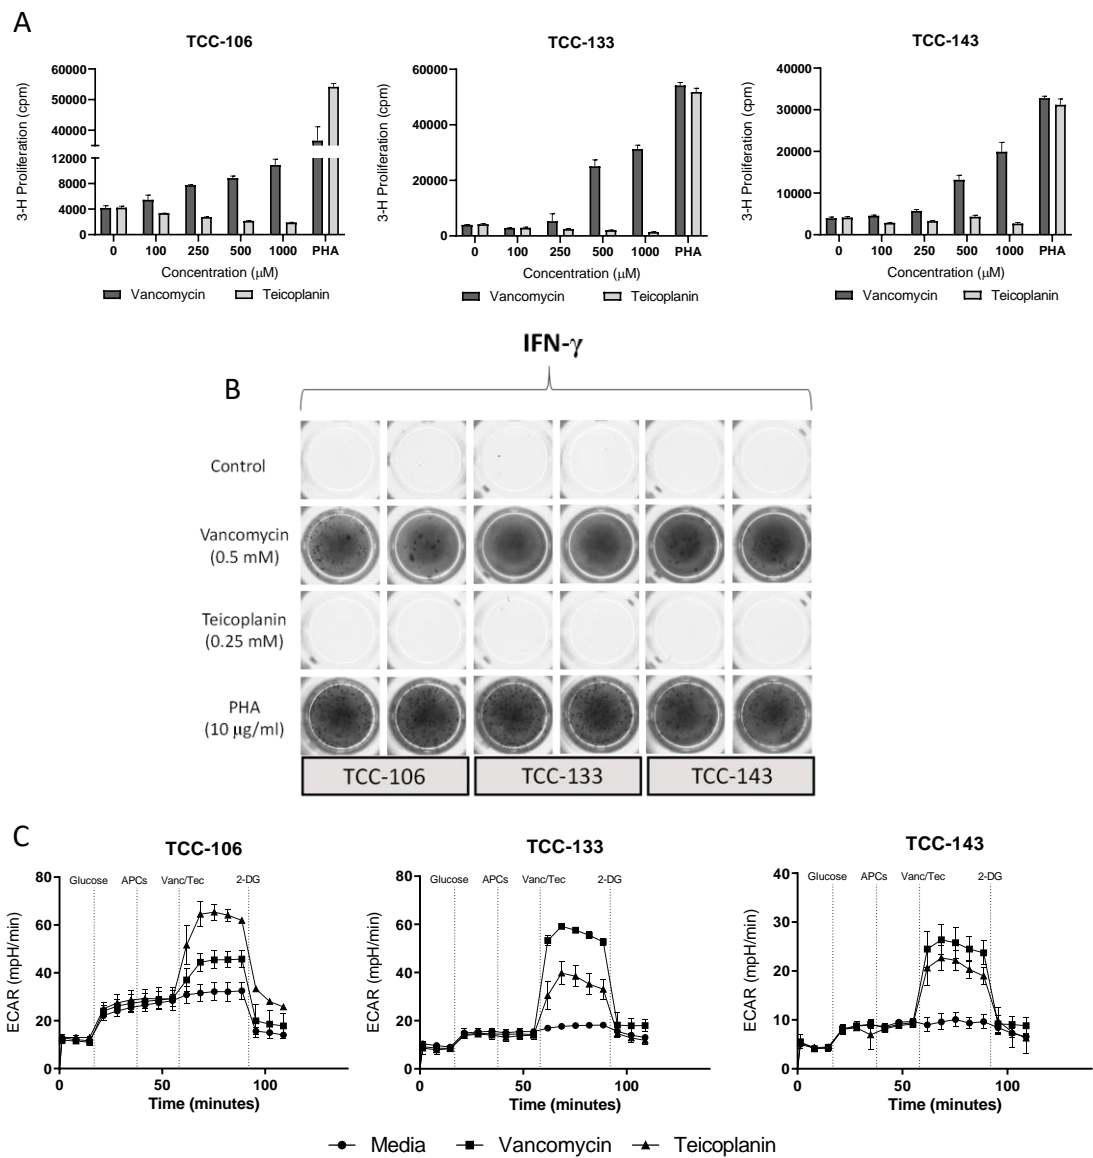 A
TCC-106
3-H Proliferation (cpm)
60000
50000
40000
12000
8000
4000
0
0 100 250 500 1000 PHA
Concentration (μM)
Vancomycin Teicoplanin
TCC-133
3-H Proliferation (cpm)
60000
40000
20000
0
0 100 250 500 1000 PHA
Concentration (μM)
Vancomycin Teicoplanin
TCC-143
3-H Proliferation (cpm)
40000
30000
20000
10000
0
0 100 250 500 1000 PHA
Concentration (μM)
Vancomycin Teicoplanin
B
IFN-γ
Control
Vancomycin
(0.5 mM)
Teicoplanin
(0.25 mM)
PHA
(10 μg/ml)
TCC-106 TCC-133 TCC-143
C
TCC-106
Glucose APCs Vanc/Tec 2-DG
ECAR (mpH/min)
80
60
40
20
0
0 50 100
Time (minutes)
TCC-133
Glucose APCs Vanc/Tec 2-DG
ECAR (mpH/min)
80
60
40
20
0
0 50 100
Time (minutes)
TCC-143
Glucose APCs Vanc/Tec 2-DG
ECAR (mpH/min)
40
30
20
10
0
0 50 100
Time (minutes)
Media Vancomycin Teicoplanin